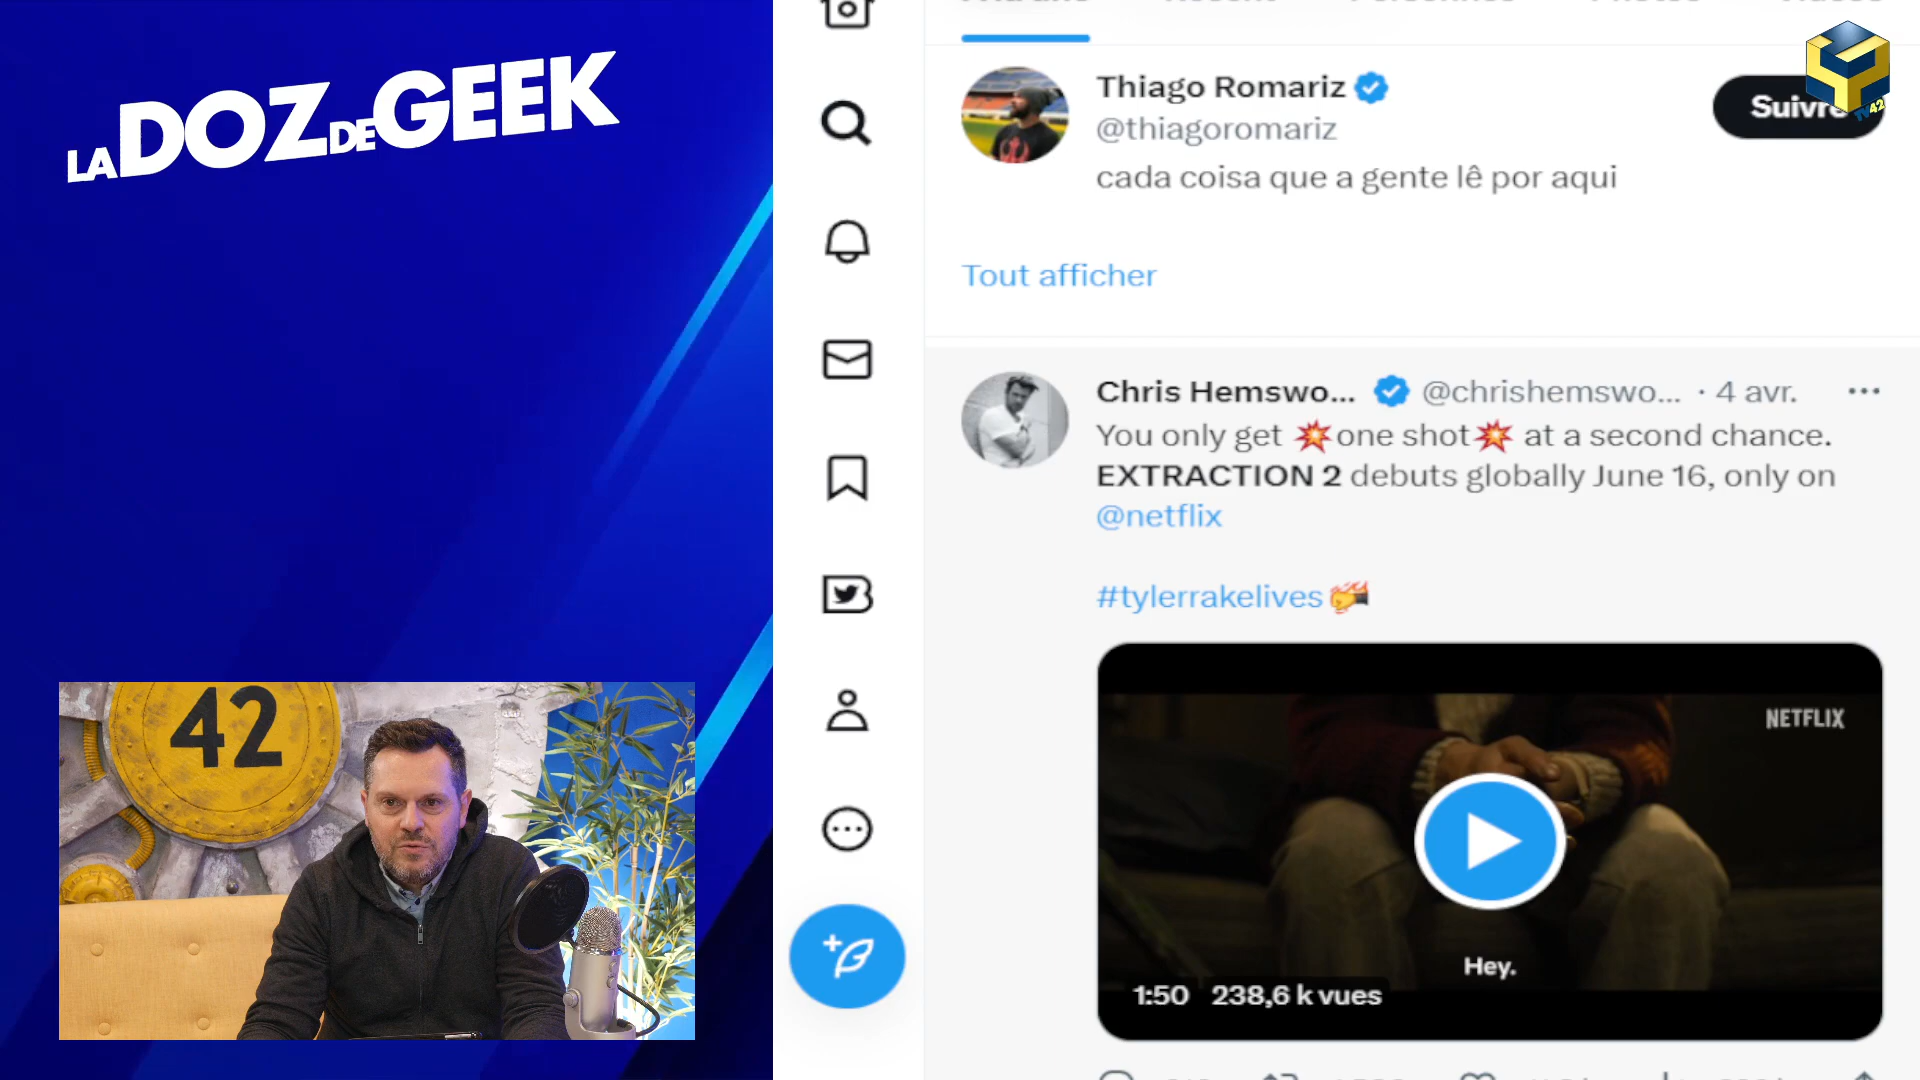 LA DOZ DE GEEK
42
Thiago Romariz
@thiagoromariz
cada coisa que a gente lê por aqui
Suivre
TV42
Tout afficher
Chris Hemswo... @chrishemswo... · 4 avr.
You only get 💥one shot💥 at a second chance.
EXTRACTION 2 debuts globally June 16, only on
@netflix
#tylerrakelives
NETFLIX
Hey.
1:50 238,6 k vues